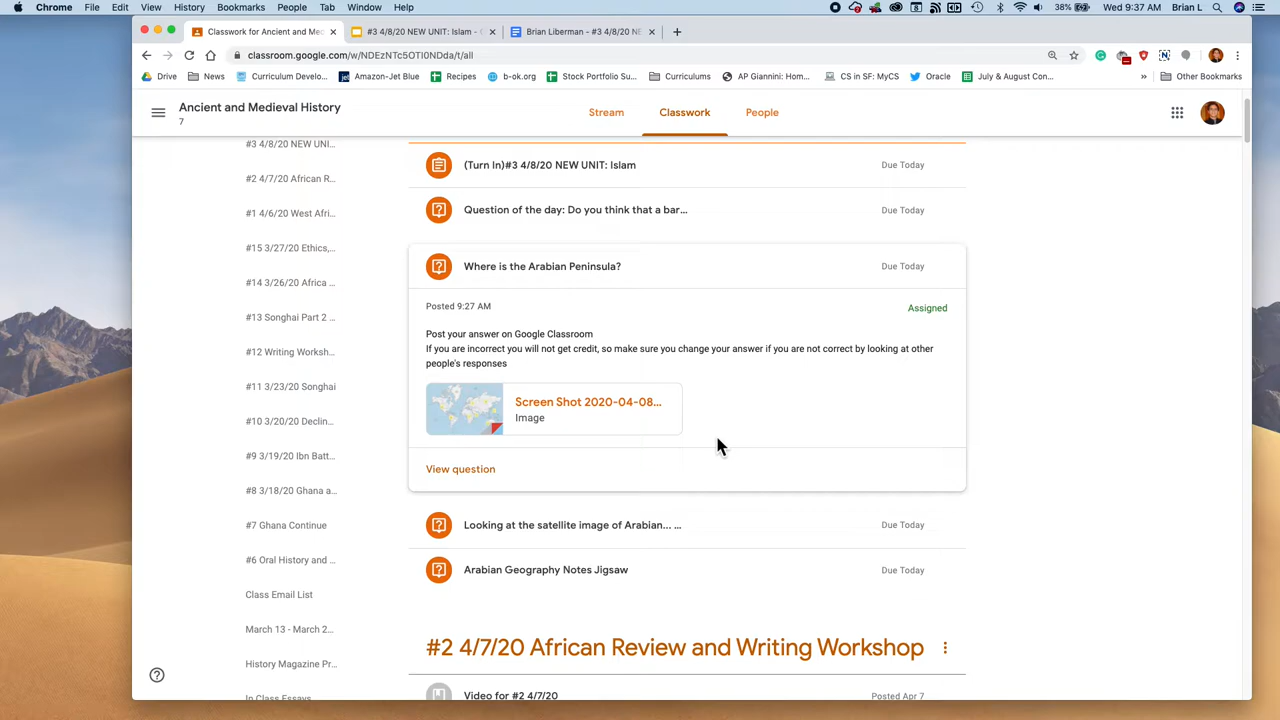 Chrome File Edit View History Bookmarks People Tab Window Help 38% Wed 9:35 AM Brian L
Classwork for Ancient and Med
#3 4/8/20 NEW UNIT: Islam - G
Brian Liberman - #3 4/8/20 NE
classroom.google.com/w/NDEzNTc5OTI0NDda/t/all
Drive News Curriculum Develo... Amazon-Jet Blue Recipes b-ok.org Stock Portfolio Su... Curriculums AP Giannini: Hom... CS in SF: MyCS Oracle July & August Con... » Other Bookmarks
Ancient and Medieval History
7
Stream Classwork People
#3 4/8/20 NEW UNI...
#2 4/7/20 African R...
#1 4/6/20 West Afri...
#15 3/27/20 Ethics,...
#14 3/26/20 Africa ...
#13 Songhai Part 2 ...
#12 Writing Worksh...
#11 3/23/20 Songhai
#10 3/20/20 Declin...
#9 3/19/20 Ibn Batt...
#8 3/18/20 Ghana a...
#7 Ghana Continue
#6 Oral History and ...
Class Email List
March 13 - March 2...
History Magazine Pr...
In Class Essays
(Turn In)#3 4/8/20 NEW UNIT: Islam Due Today
Question of the day: Do you think that a bar... Due Today
Where is the Arabian Peninsula? Due Today
Posted 9:27 AM Assigned
Post your answer on Google Classroom
If you are incorrect you will not get credit, so make sure you change your answer if you are not correct by looking at other
people's responses
Screen Shot 2020-04-08...
Image
View question
Looking at the satellite image of Arabian... ... Due Today
Arabian Geography Notes Jigsaw Due Today
#2 4/7/20 African Review and Writing Workshop
Video for #2 4/7/20 Posted Apr 7